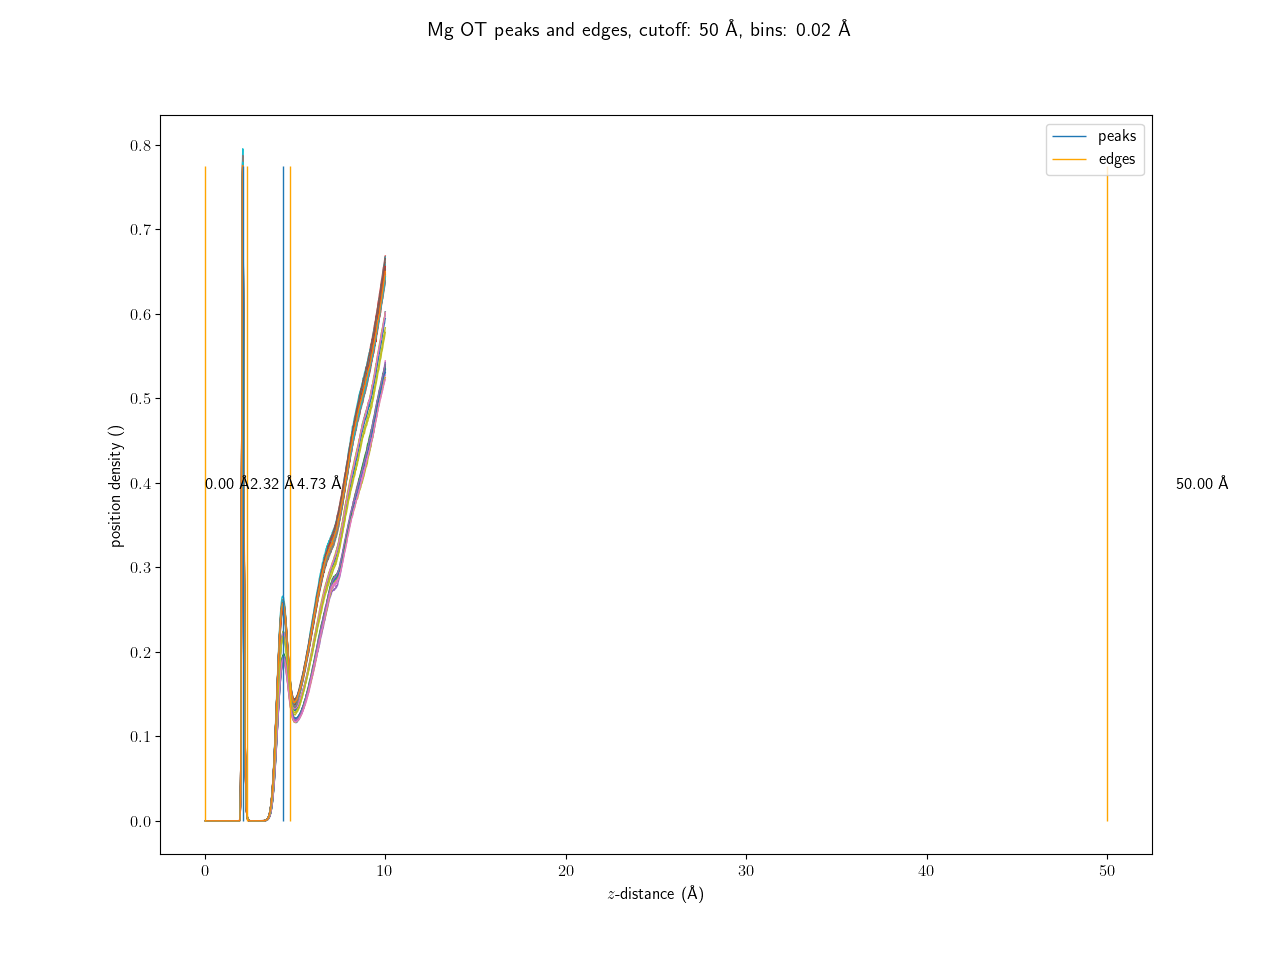 Mg OT peaks and edges, cutoff: 50 Å, bins: 0.02 Å
peaks
edges
0.8
0.7
0.6
0.5
0.4
0.3
0.2
0.1
0.0
position density ()
0.00 Å 2.32 Å 4.73 Å
50.00 Å
0 10 20 30 40 50
z-distance (Å)